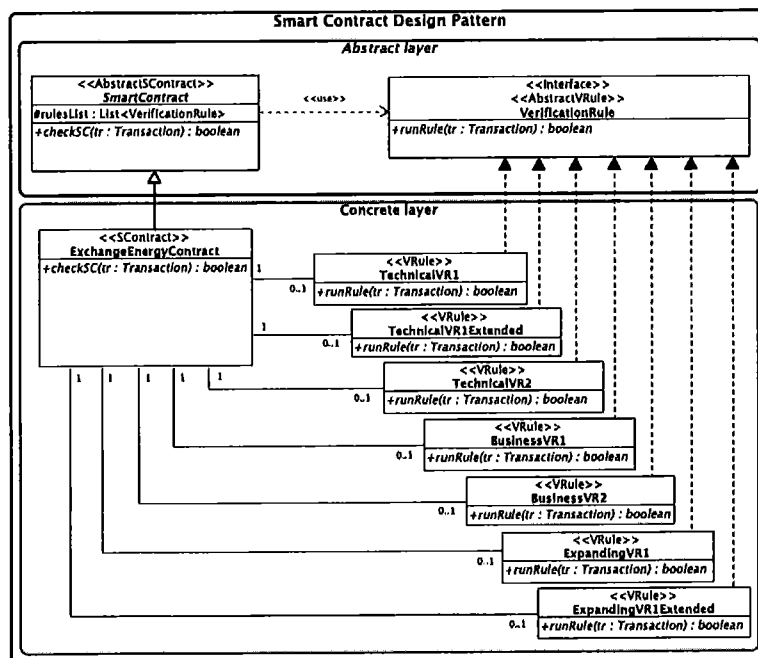 Smart Contract Design Pattern
Abstract layer
<<AbstractSContract>>
SmartContract
#rulesList : List<VerificationRule>
+checkSC(tr : Transaction) : boolean
<<use>>
<<Interface>>
<<AbstractVRule>>
VerificationRule
+runRule(tr : Transaction) : boolean
Concrete layer
<<SContract>>
ExchangeEnergyContract
+checkSC(tr : Transaction) : boolean
1
0..1
<<VRule>>
TechnicalVR1
+runRule(tr : Transaction) : boolean
1
0..1
<<VRule>>
TechnicalVR1Extended
+runRule(tr : Transaction) : boolean
1
1
1
1
1
0..1
<<VRule>>
TechnicalVR2
+runRule(tr : Transaction) : boolean
0..1
<<VRule>>
BusinessVR1
+runRule(tr : Transaction) : boolean
0..1
<<VRule>>
BusinessVR2
+runRule(tr : Transaction) : boolean
0..1
<<VRule>>
ExpandingVR1
+runRule(tr : Transaction) : boolean
0..1
<<VRule>>
ExpandingVR1Extended
+runRule(tr : Transaction) : boolean